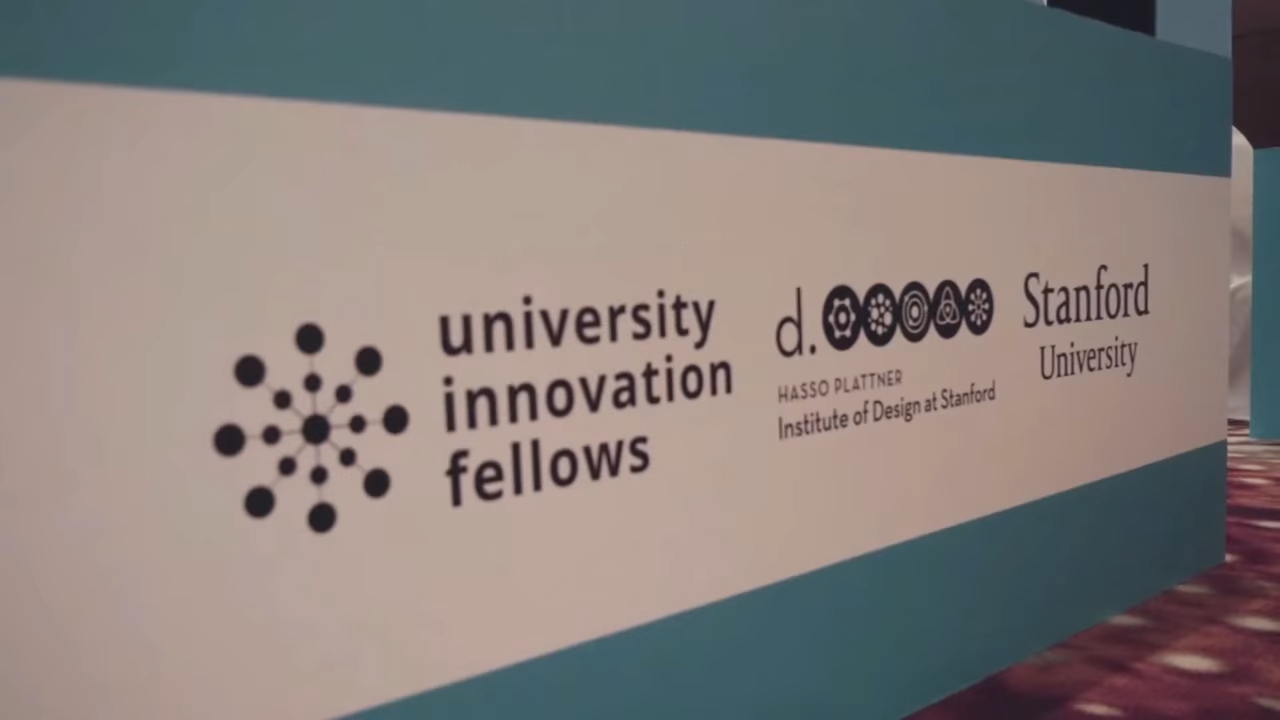 university
innovation
fellows
d.
HASSO PLATTNER
Institute of Design at Stanford
Stanford
University